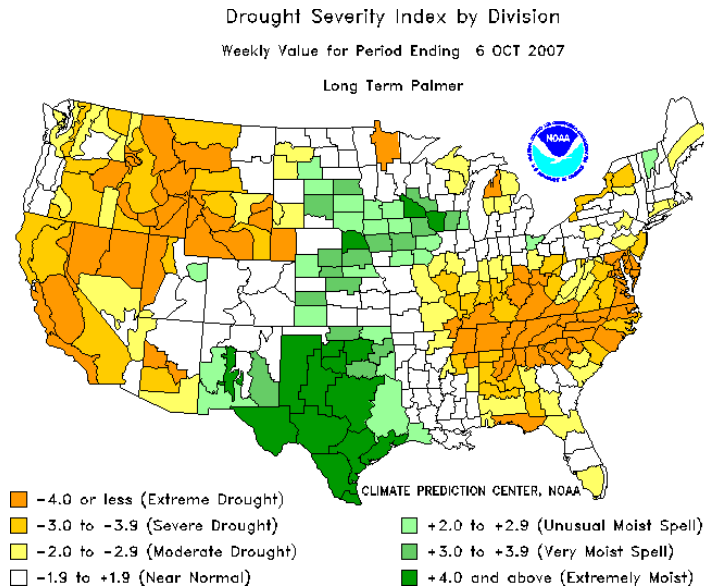 Drought Severity Index by Division
Weekly Value for Period Ending 6 OCT 2007
Long Term Palmer
NOAA
CLIMATE PREDICTION CENTER, NOAA
-4.0 or less (Extreme Drought)
-3.0 to -3.9 (Severe Drought)
-2.0 to -2.9 (Moderate Drought)
-1.9 to +1.9 (Near Normal)
+2.0 to +2.9 (Unusual Moist Spell)
+3.0 to +3.9 (Very Moist Spell)
+4.0 and above (Extremely Moist)